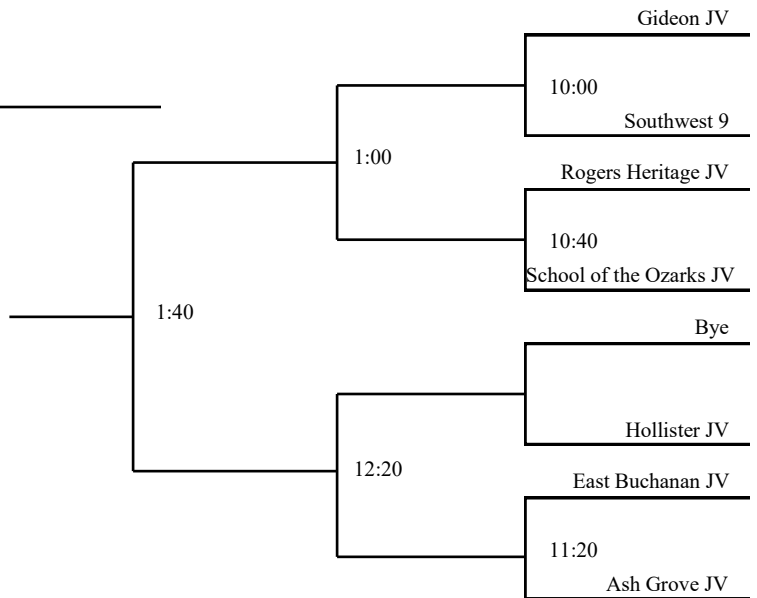 Gideon JV
10:00
Southwest 9
1:00
Rogers Heritage JV
10:40
School of the Ozarks JV
1:40
Bye
Hollister JV
12:20
East Buchanan JV
11:20
Ash Grove JV